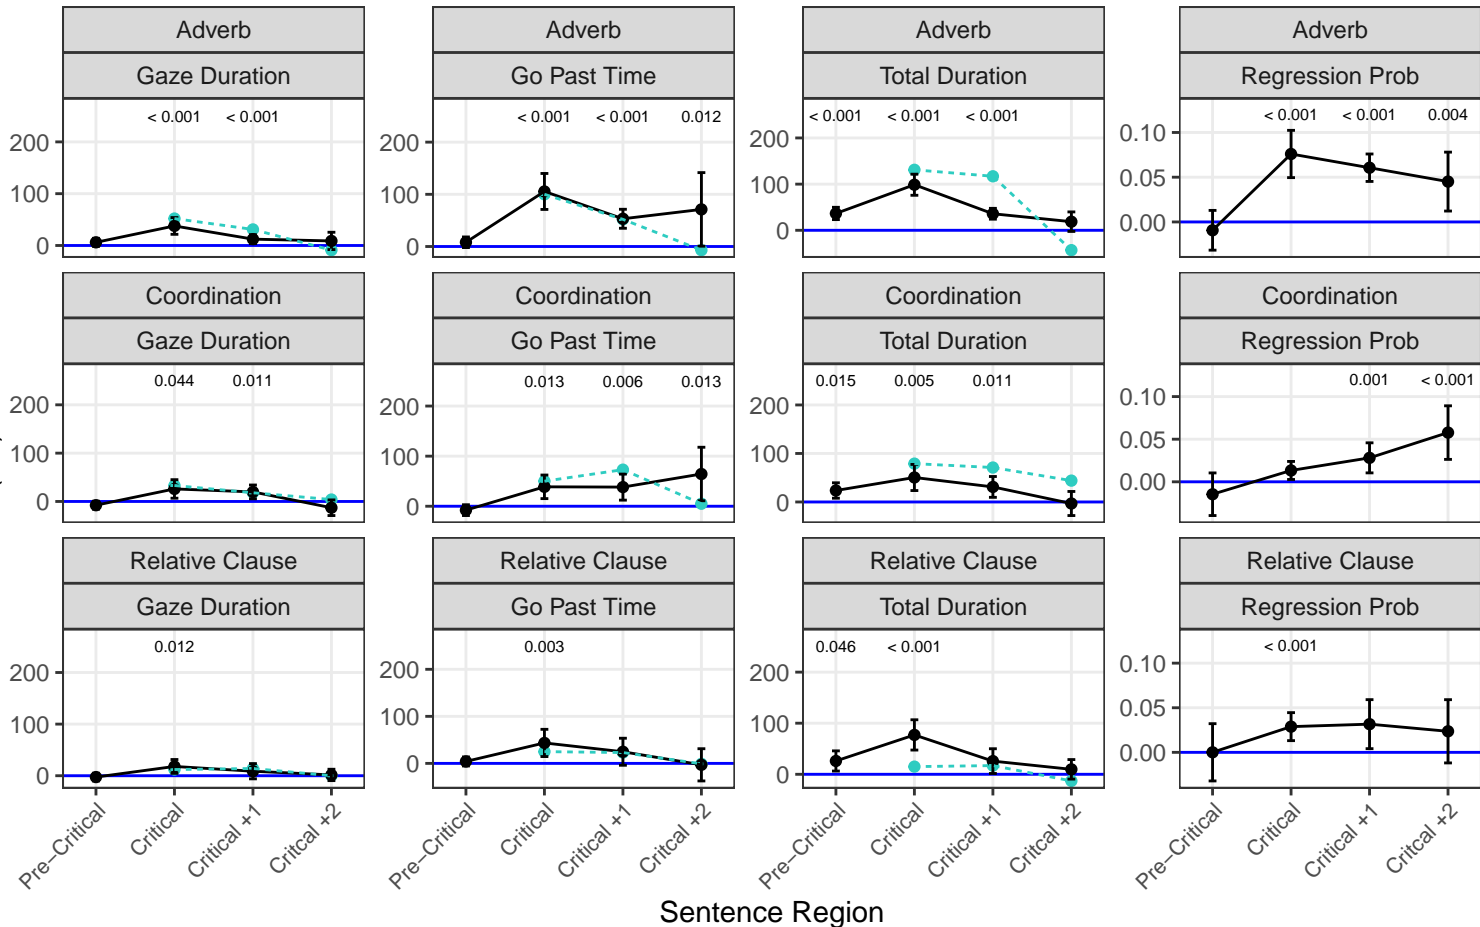 Adverb Adverb Adverb Adverb
Gaze Duration Go Past Time Total Duration Regression Prob
< 0.001 < 0.001 < 0.001 < 0.001 0.012 < 0.001 < 0.001 < 0.001 < 0.001 < 0.001 0.004
200 200 200 0.10
100 100 100 0.05
0 0 0 0.00
Coordination Coordination Coordination Coordination
Gaze Duration Go Past Time Total Duration Regression Prob
0.044 0.011 0.013 0.006 0.013 0.015 0.005 0.011 0.001 < 0.001
200 200 200 0.10
100 100 100 0.05
0 0 0 0.00
Relative Clause Relative Clause Relative Clause Relative Clause
Gaze Duration Go Past Time Total Duration Regression Prob
0.012 0.003 0.046 < 0.001 < 0.001
200 200 200 0.10
100 100 100 0.05
0 0 0 0.00
Pre−Critical Critical Critical +1 Critcal +2 Pre−Critical Critical Critical +1 Critcal +2 Pre−Critical Critical Critical +1 Critcal +2 Pre−Critical Critical Critical +1 Critcal +2
Sentence Region